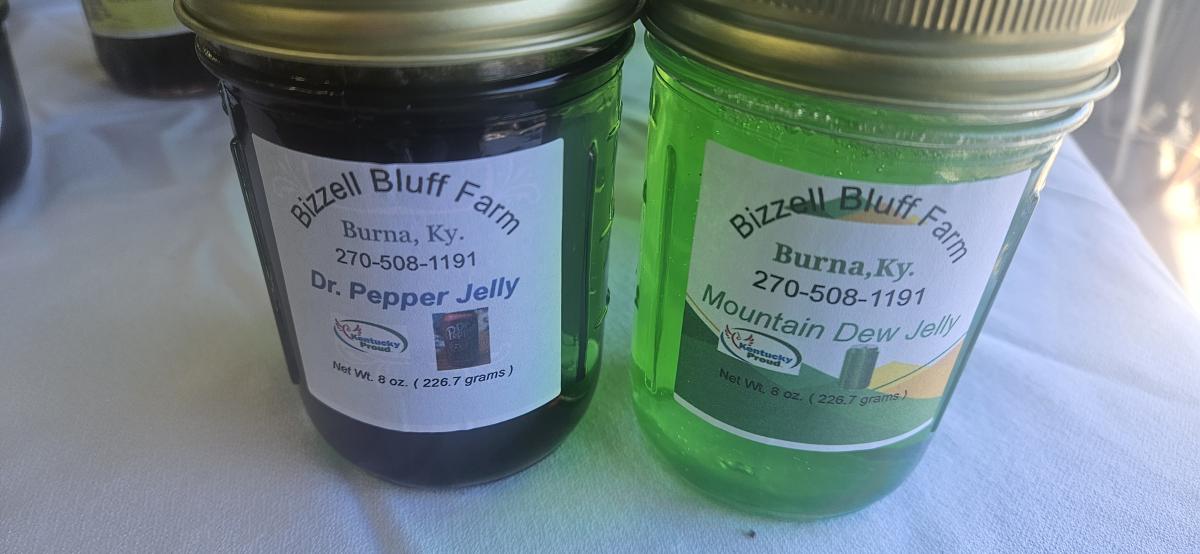 Bizzell Bluff Farm
Burna, Ky.
270-508-1191
Dr. Pepper Jelly
Kentucky
Proud
Net Wt. 8 oz. ( 226.7 grams )
Bizzell Bluff Farm
Burna,Ky.
270-508-1191
Mountain Dew Jelly
Kentucky
Proud
Net Wt. 8 oz. ( 226.7 grams )